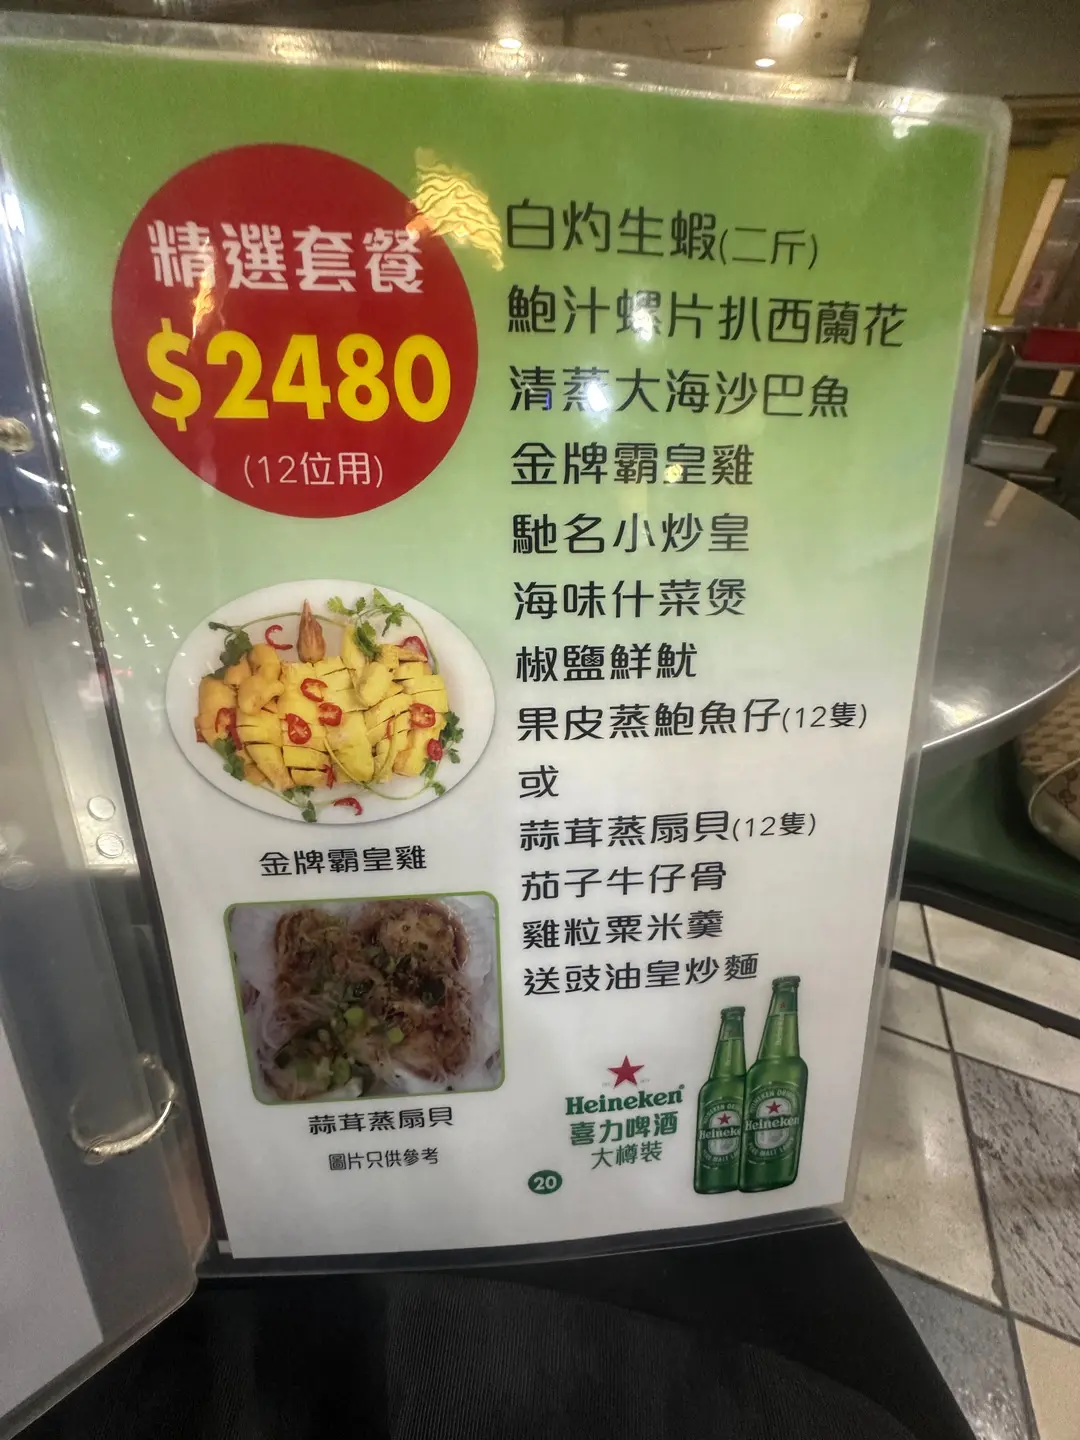 精選套餐
$2480
(12位用)
白灼生蝦(二斤)
鮑汁螺片扒西蘭花
清蒸大海沙巴魚
金牌霸皇雞
馳名小炒皇
海味什菜煲
椒鹽鮮魷
果皮蒸鮑魚仔(12隻)
或
蒜茸蒸扇貝(12隻)
茄子牛仔骨
雞粒粟米羹
送豉油皇炒麵
金牌霸皇雞
蒜茸蒸扇貝
圖片只供參考
Heineken
喜力啤酒
大樽裝
20
Heineken
Heineken